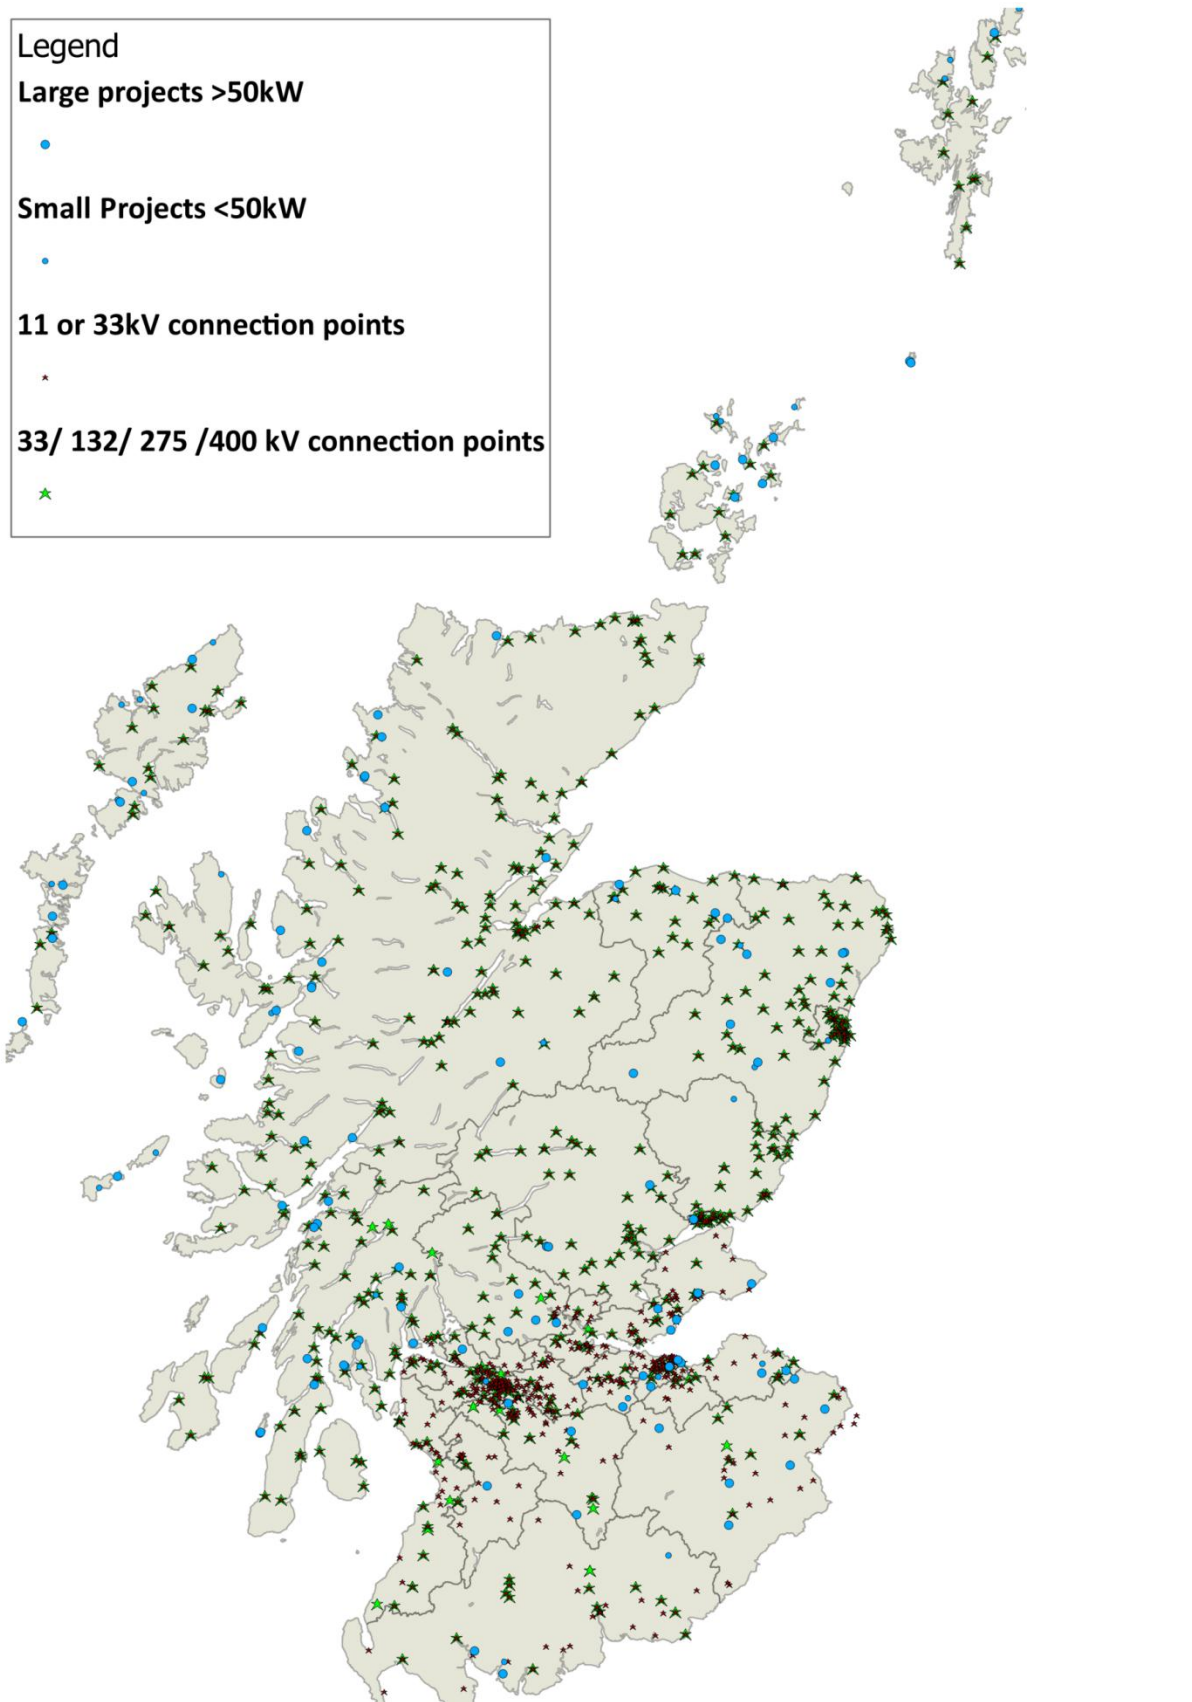 Legend
Large projects >50kW
Small Projects <50kW
11 or 33kV connection points
33/ 132/ 275 /400 kV connection points